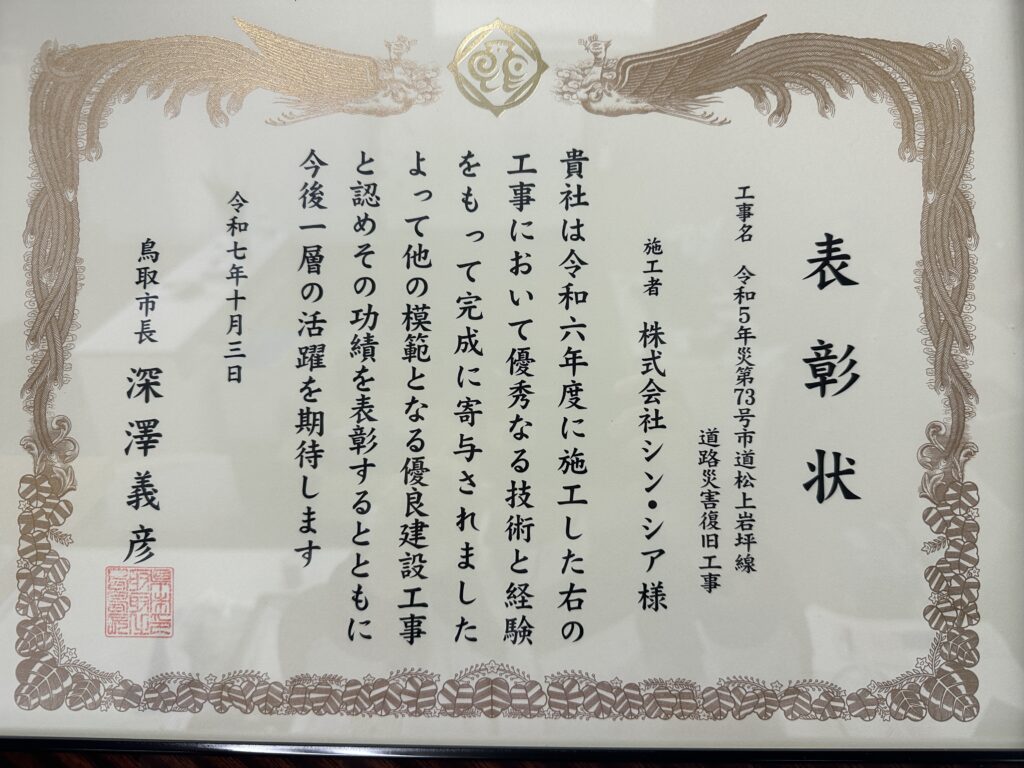 表彰状
工事名　令和5年災第73号市道松上岩坪線
道路災害復旧工事
施工者　株式会社シン・シア様
貴社は令和六年度に施工した右の
工事において優秀なる技術と経験
をもって完成に寄与されました
よって他の模範となる優良建設工事
と認めその功績を表彰するとともに
今後一層の活躍を期待します
令和七年十月三日
鳥取市長　深澤義彦